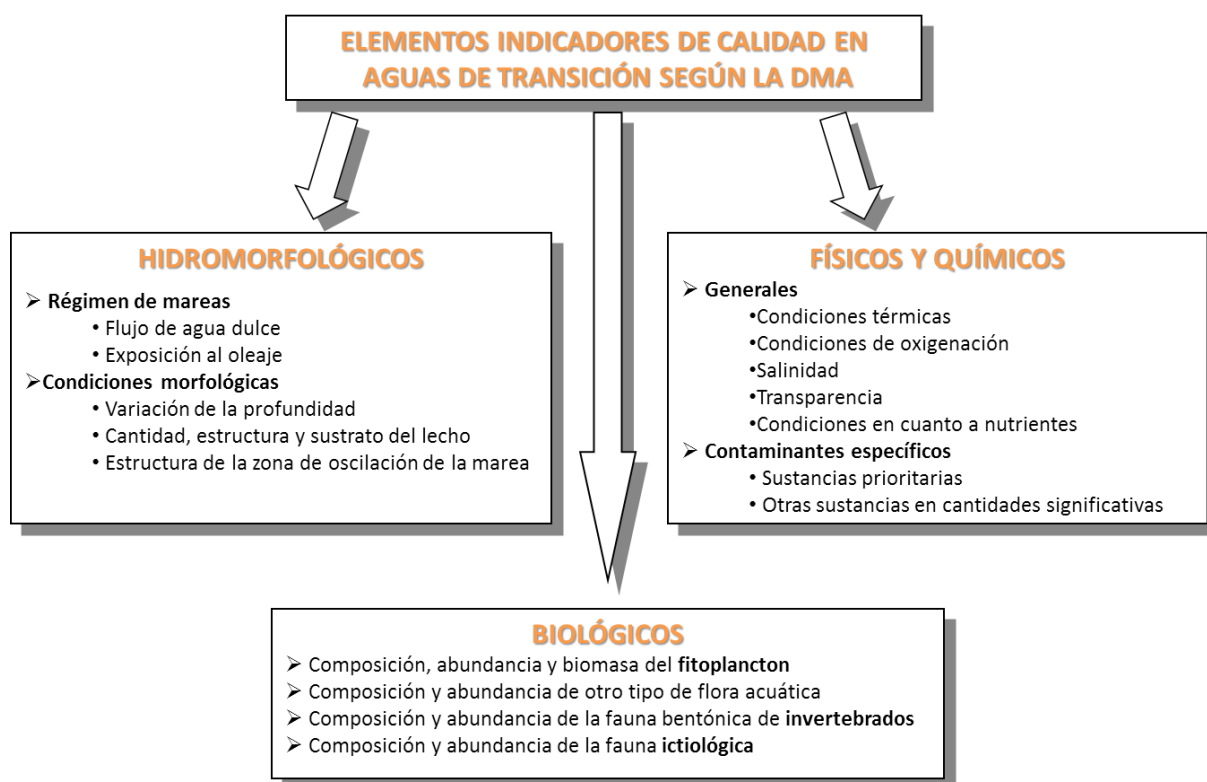 ELEMENTOS INDICADORES DE CALIDAD EN
AGUAS DE TRANSICIÓN SEGÚN LA DMA
HIDROMORFOLÓGICOS
➢ Régimen de mareas
• Flujo de agua dulce
• Exposición al oleaje
➢Condiciones morfológicas
• Variación de la profundidad
• Cantidad, estructura y sustrato del lecho
• Estructura de la zona de oscilación de la marea
FÍSICOS Y QUÍMICOS
➢ Generales
•Condiciones térmicas
•Condiciones de oxigenación
•Salinidad
•Transparencia
•Condiciones en cuanto a nutrientes
➢ Contaminantes específicos
• Sustancias prioritarias
• Otras sustancias en cantidades significativas
BIOLÓGICOS
➢ Composición, abundancia y biomasa del fitoplancton
➢ Composición y abundancia de otro tipo de flora acuática
➢ Composición y abundancia de la fauna bentónica de invertebrados
➢ Composición y abundancia de la fauna ictiológica